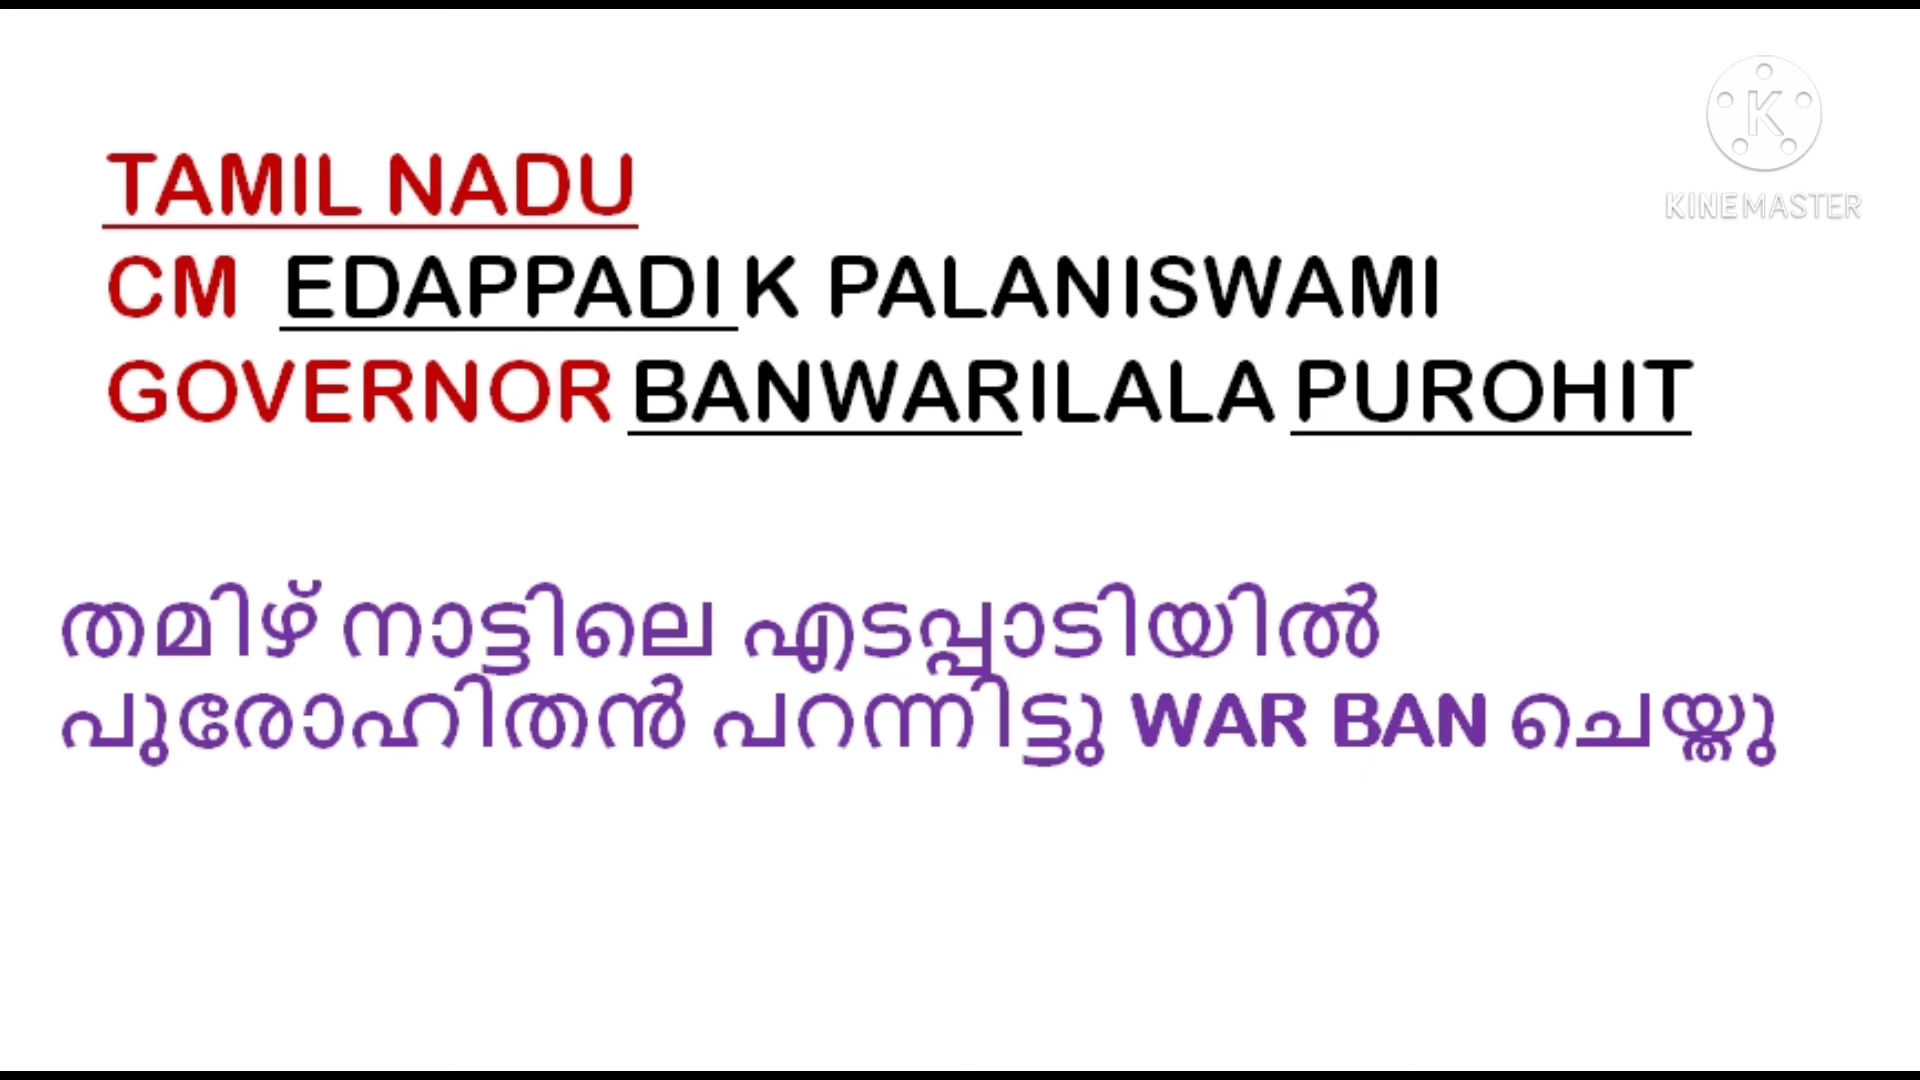 TAMIL NADU
KINEMASTER
CM EDAPPADI K PALANISWAMI
GOVERNOR BANWARILALA PUROHIT
തമിഴ് നാട്ടിലെ എടപ്പാടിയിൽ
പുരോഹിതൻ പറന്നിട്ടു WAR BAN ചെയ്തു